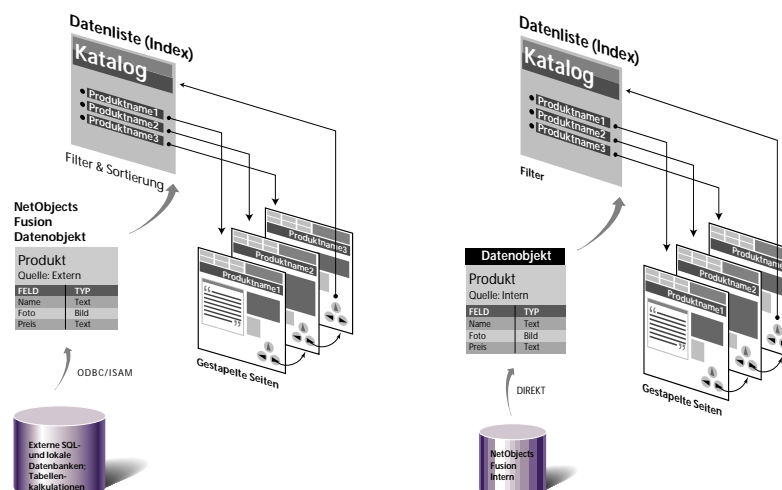 Datenliste (Index)
Katalog
Produktname1
Produktname2
Produktname3
Filter & Sortierung
NetObjects
Fusion
Datenobjekt
Produkt
Quelle: Extern
FELD TYP
Name Text
Foto Bild
Preis Text
ODBC/ISAM
Externe SQL-
und lokale
Datenbanken;
Tabellen-
kalkulationen
Produktname3
Produktname2
Produktname1
Gestapelte Seiten
Datenliste (Index)
Katalog
Produktname1
Produktname2
Produktname3
Filter
Datenobjekt
Produkt
Quelle: Intern
FELD TYP
Name Text
Foto Bild
Preis Text
DIREKT
NetObjects
Fusion
Intern
Produktname2
Produktname1
Gestapelte Seiten